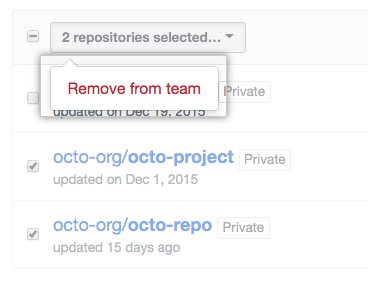 2 repositories selected...
Remove from team
Private
updated on Dec 19, 2015
octo-org/octo-project Private
updated on Dec 1, 2015
octo-org/octo-repo Private
updated 15 days ago